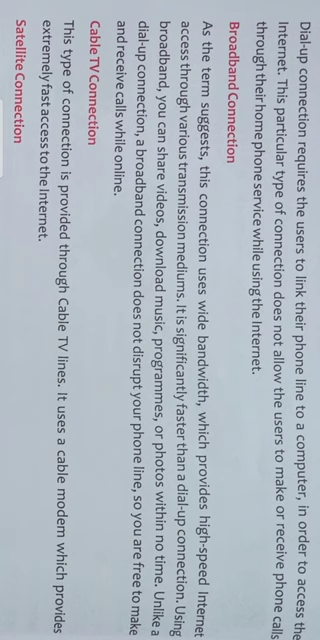 Dial-up connection requires the users to link their phone line to a computer, in order to access the
Internet. This particular type of connection does not allow the users to make or receive phone calls
through their home phone service while using the Internet.
Broadband Connection
As the term suggests, this connection uses wide bandwidth, which provides high-speed Internet
access through various transmission mediums. It is significantly faster than a dial-up connection. Using
broadband, you can share videos, download music, programmes, or photos within no time. Unlike a
dial-up connection, a broadband connection does not disrupt your phone line, so you are free to make
and receive calls while online.
Cable TV Connection
This type of connection is provided through Cable TV lines. It uses a cable modem which provides
extremely fast access to the Internet.
Satellite Connection